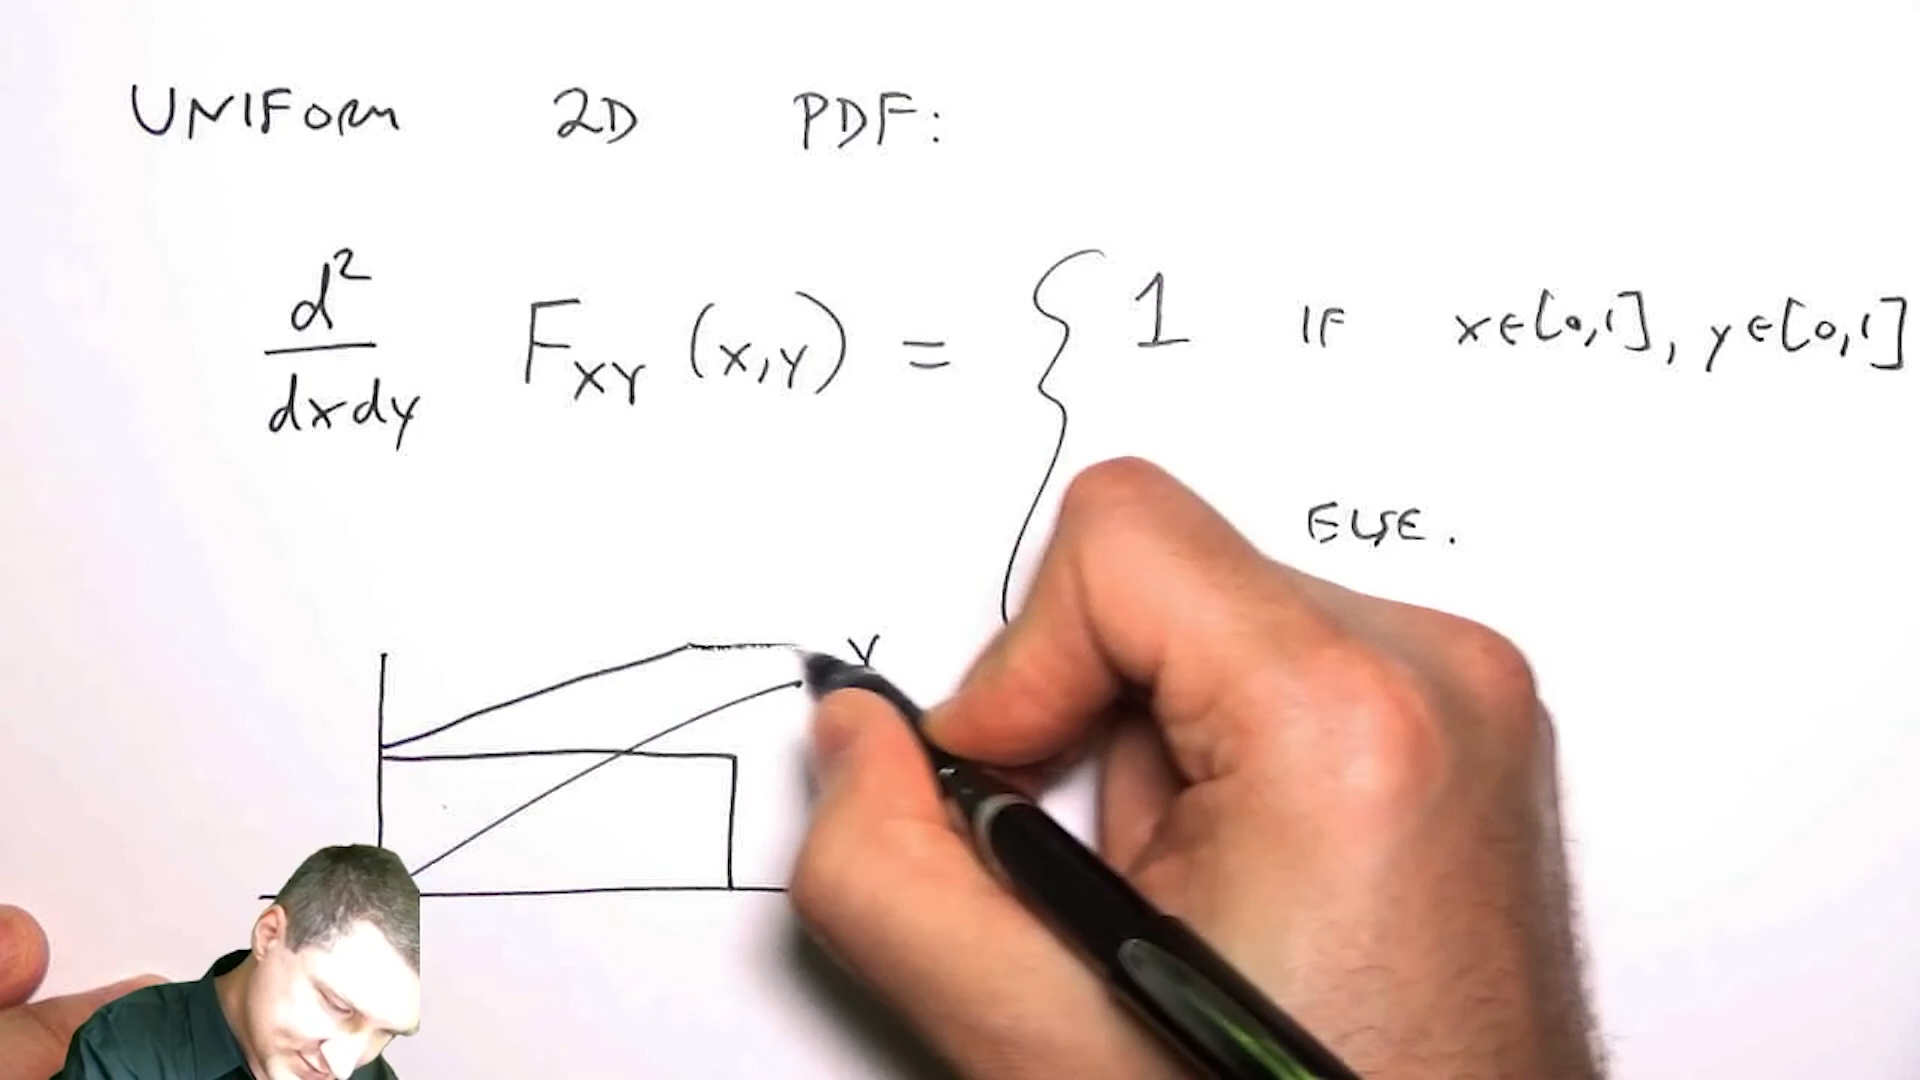 UNIFORM 2D PDF:
d²/dxdy F_XY (x,y) = { 1 IF x∈[0,1], y∈[0,1]
ELSE.
Y